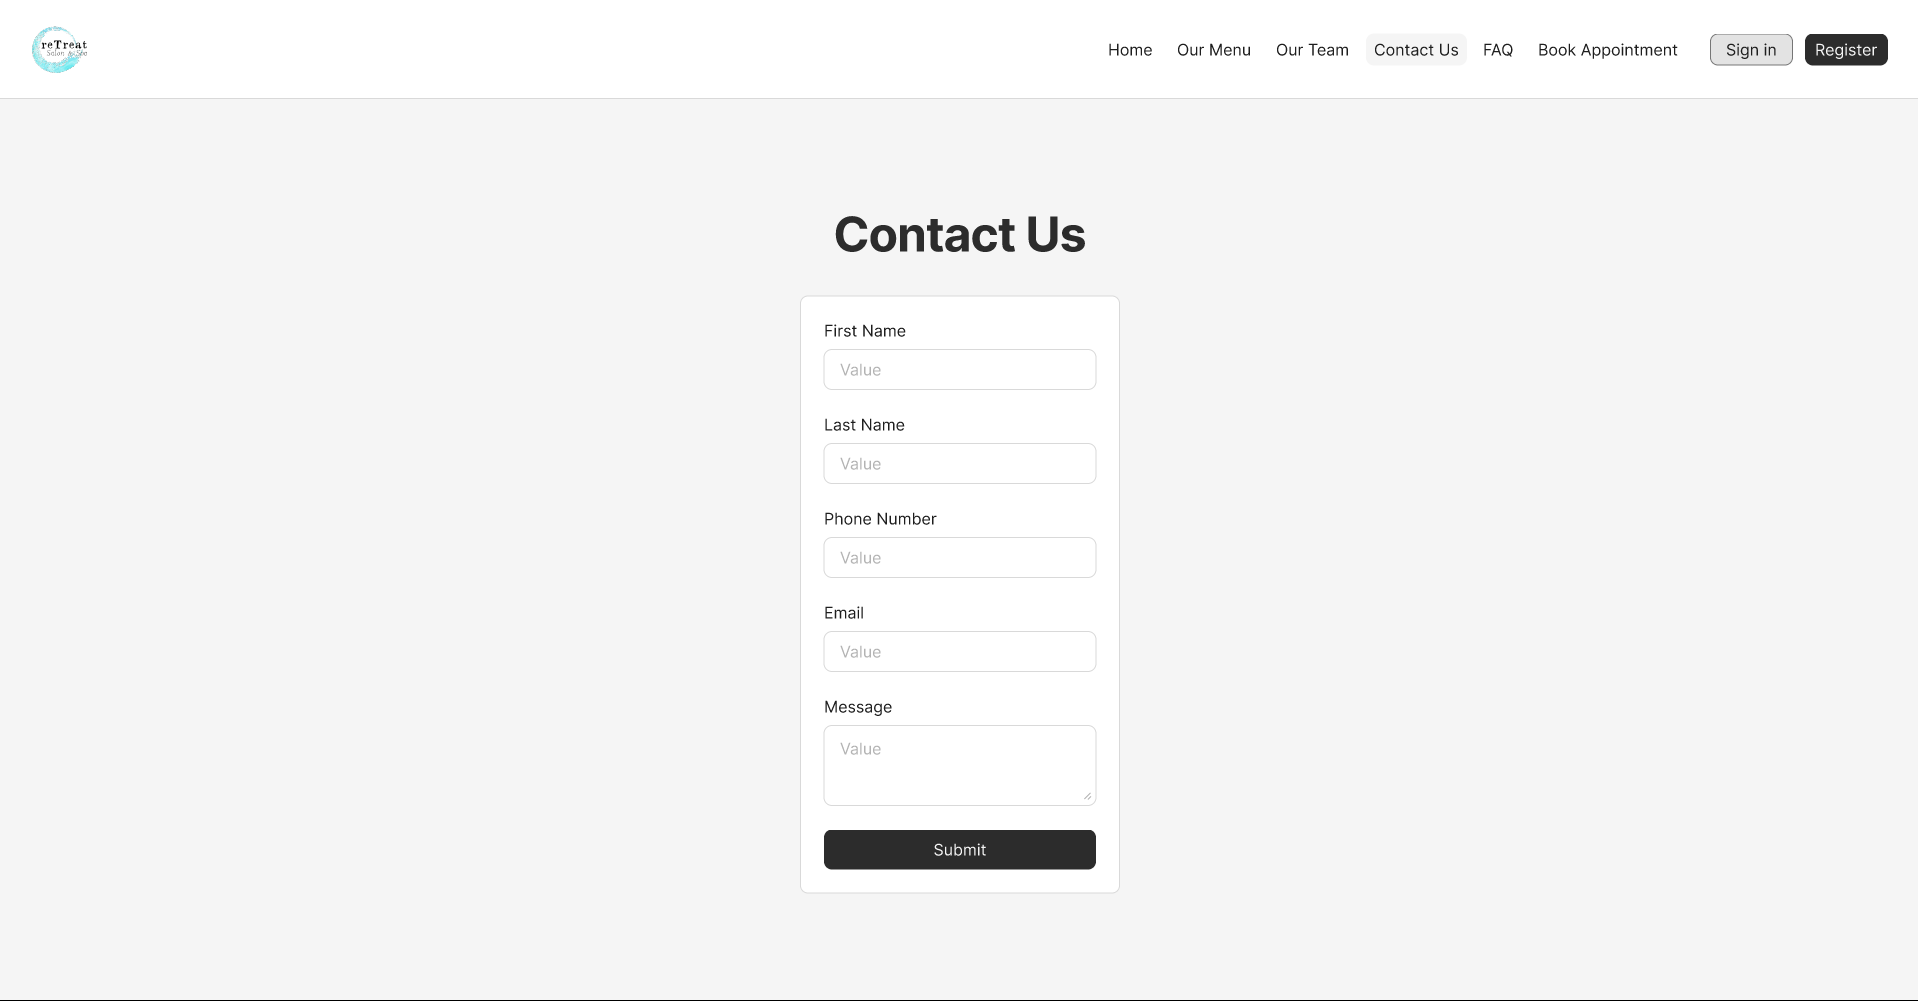 reTreat
Salon & Spa
Home Our Menu Our Team Contact Us FAQ Book Appointment Sign in Register
Contact Us
First Name
Value
Last Name
Value
Phone Number
Value
Email
Value
Message
Value
Submit